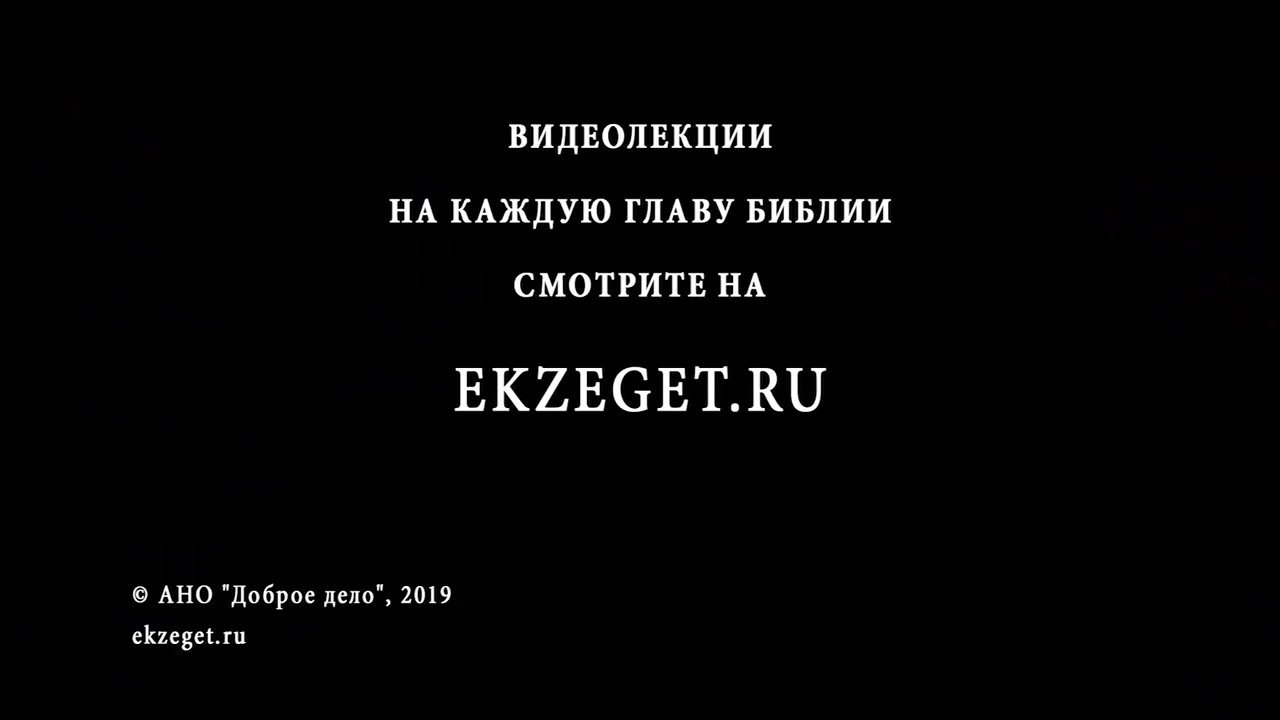 ВИДЕОЛЕКЦИИ
НА КАЖДУЮ ГЛАВУ БИБЛИИ
СМОТРИТЕ НА
EKZEGET.RU
© АНО "Доброе дело", 2019
ekzeget.ru